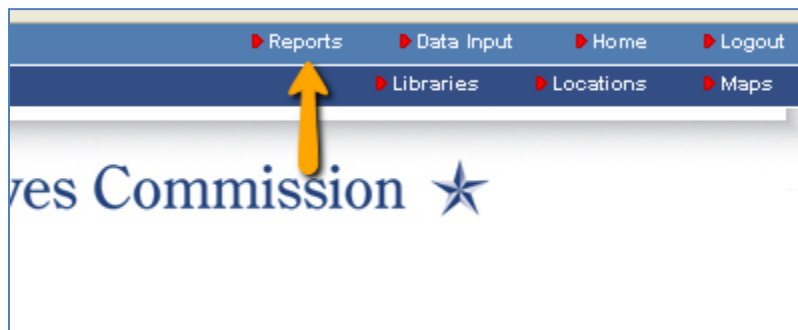 Reports Data Input Home Logout
Libraries Locations Maps
ves Commission